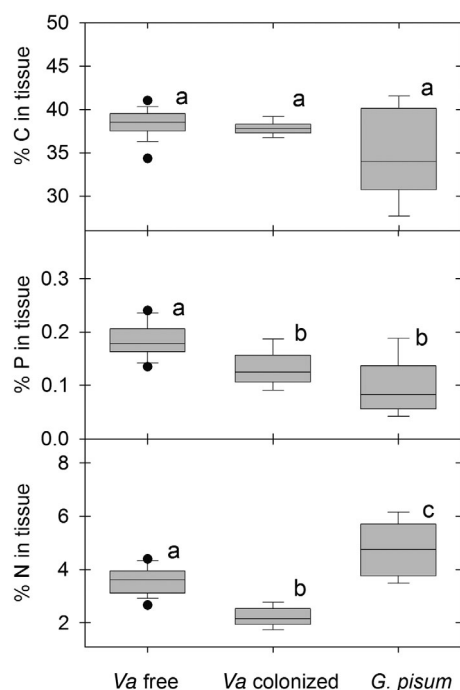 50
45
40
35
30
% C in tissue
a
a
a
0.3
0.2
0.1
0.0
% P in tissue
a
b
b
8
6
4
2
% N in tissue
a
b
c
Va free
Va colonized
G. pisum